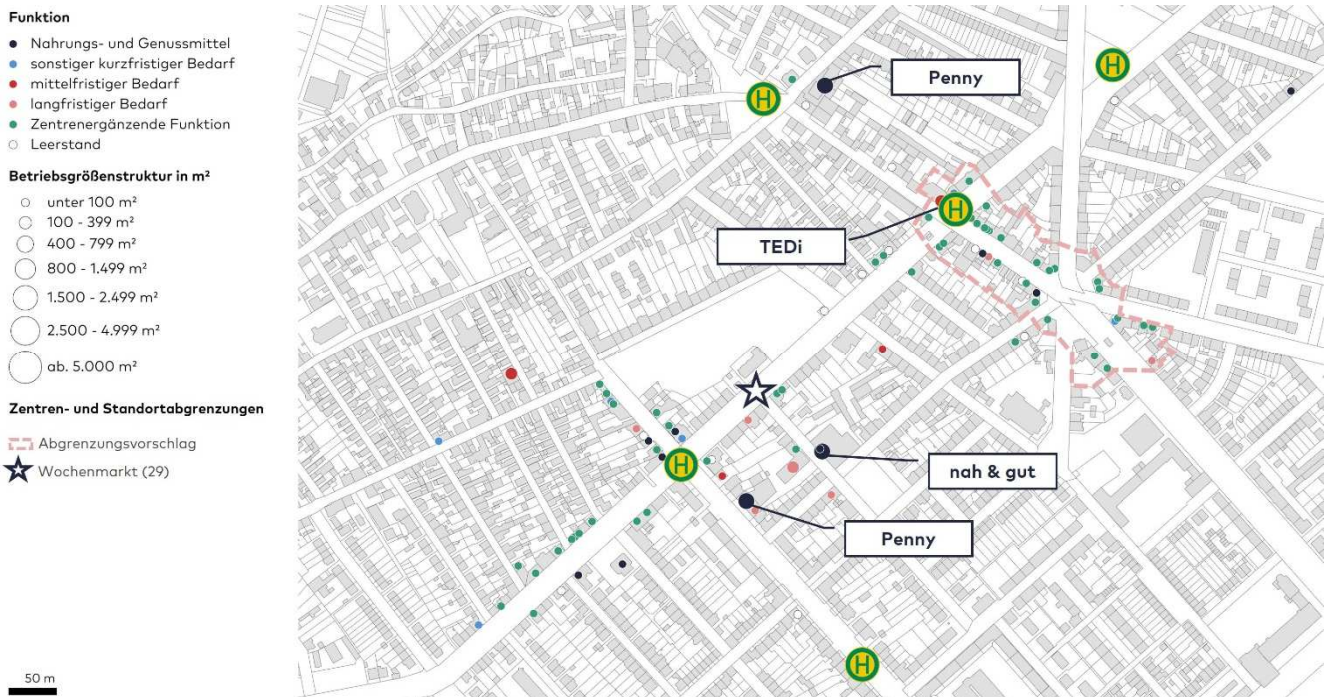 Funktion
Nahrungs- und Genussmittel
sonstiger kurzfristiger Bedarf
mittelfristiger Bedarf
langfristiger Bedarf
Zentrenergänzende Funktion
Leerstand
Betriebsgrößenstruktur in m²
unter 100 m²
100 - 399 m²
400 - 799 m²
800 - 1.499 m²
1.500 - 2.499 m²
2.500 - 4.999 m²
ab. 5.000 m²
Zentren- und Standortabgrenzungen
Abgrenzungsvorschlag
Wochenmarkt (29)
50 m
H
Penny
H
H
TEDi
H
nah & gut
Penny
H